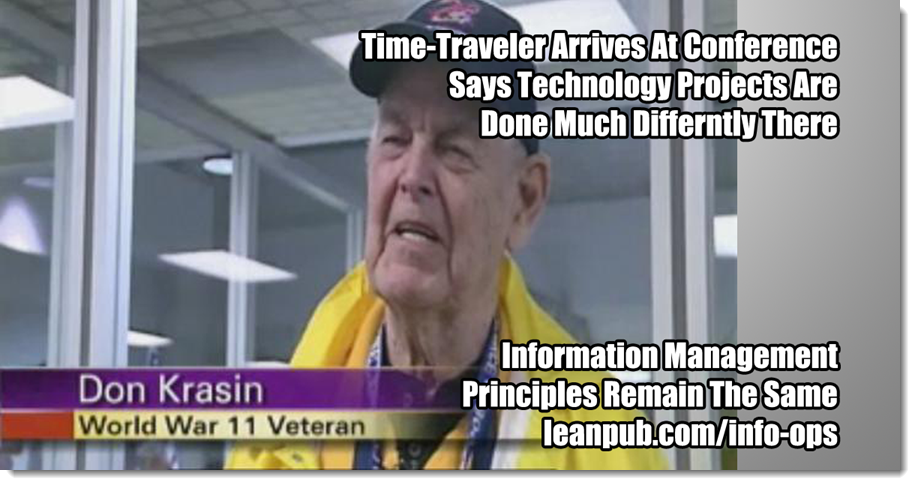 Time-Traveler Arrives At Conference
Says Technology Projects Are
Done Much Differntly There
Information Management
Principles Remain The Same
leanpub.com/info-ops
Don Krasin
World War 11 Veteran